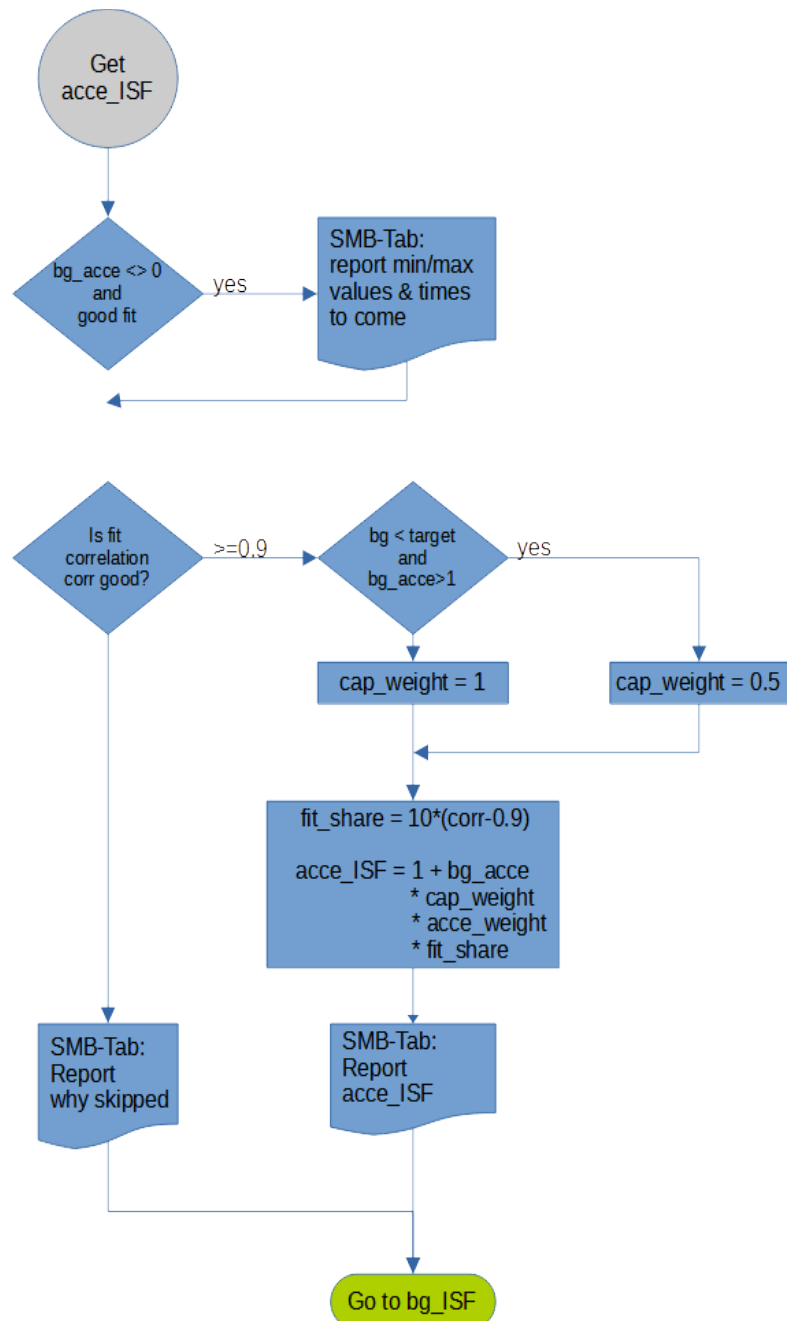 Get
acce_ISF
bg_acce <> 0
and
good fit
yes
SMB-Tab:
report min/max
values & times
to come
Is fit
correlation
corr good?
>=0.9
bg < target
and
bg_acce>1
yes
cap_weight = 1
cap_weight = 0.5
fit_share = 10*(corr-0.9)
acce_ISF = 1 + bg_acce
* cap_weight
* acce_weight
* fit_share
SMB-Tab:
Report
why skipped
SMB-Tab:
Report
acce_ISF
Go to bg_ISF